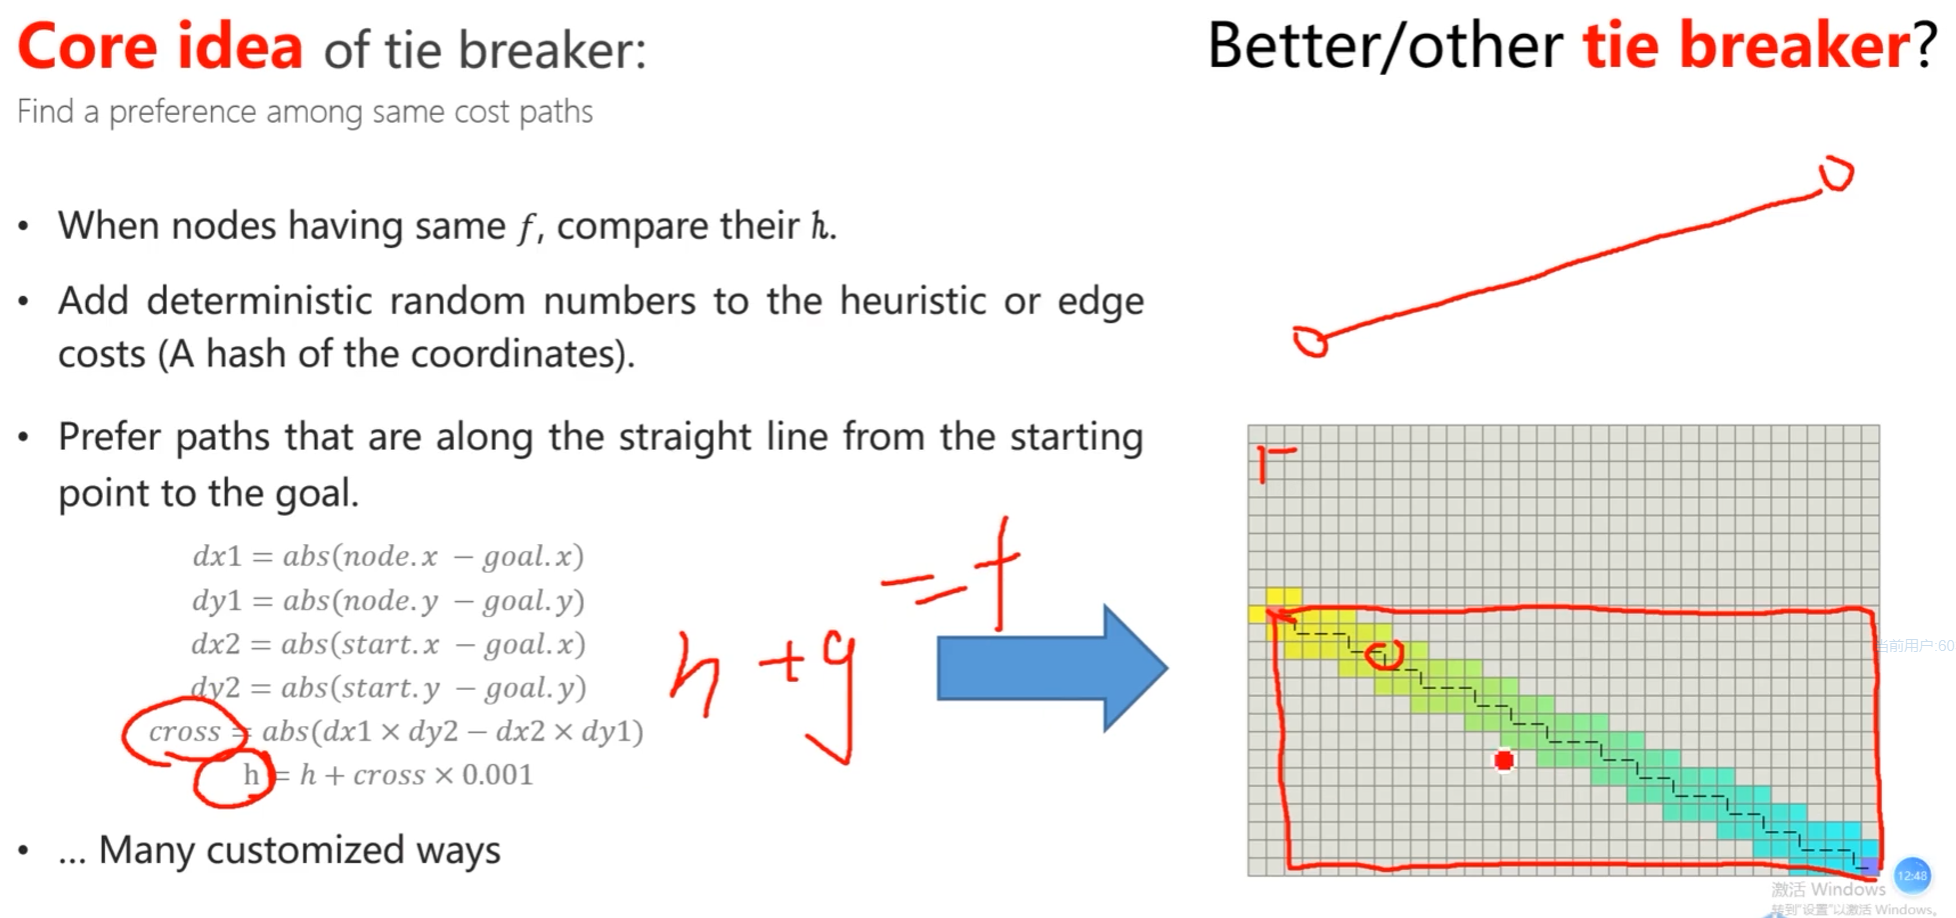 Core idea of tie breaker:
Find a preference among same cost paths
• When nodes having same f, compare their h.
• Add deterministic random numbers to the heuristic or edge
costs (A hash of the coordinates).
• Prefer paths that are along the straight line from the starting
point to the goal.
dx1 = abs(node.x − goal.x)
dy1 = abs(node.y − goal.y)
dx2 = abs(start.x − goal.x)
dy2 = abs(start.y − goal.y)
cross = abs(dx1 × dy2 − dx2 × dy1)
h = h + cross × 0.001
• ... Many customized ways
h + g = f
Better/other tie breaker?
当前用户:60
12:48
激活 Windows
转到"设置"以激活 Windows。